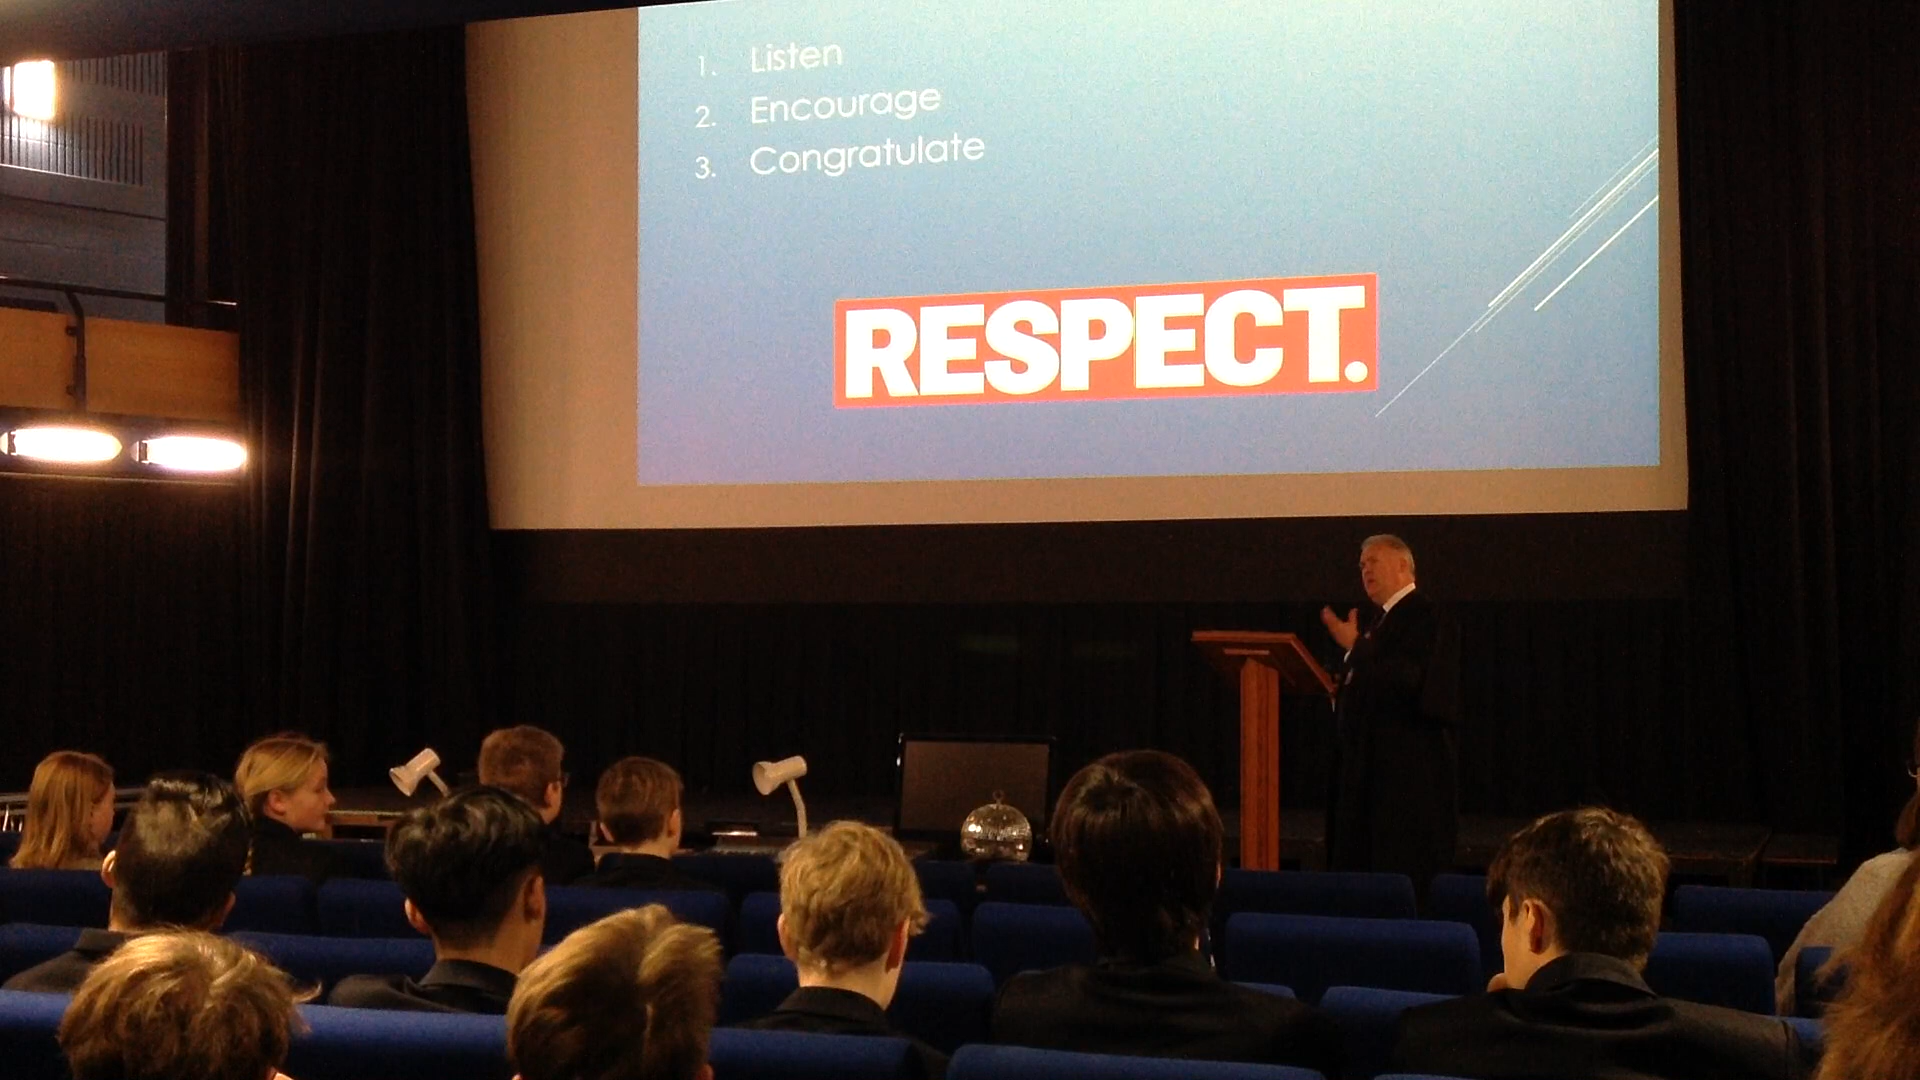 1. Listen
2. Encourage
3. Congratulate
RESPECT.